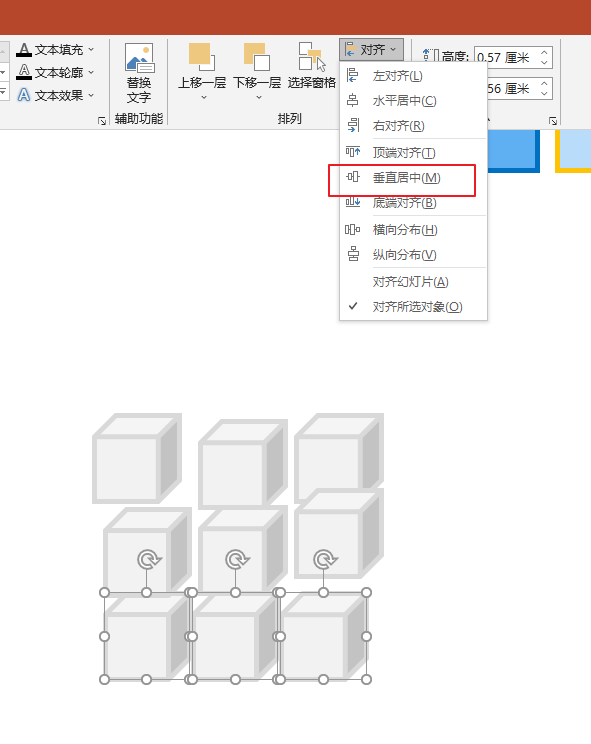 文本填充
文本轮廓
文本效果
替换
文字
辅助功能
上移一层
下移一层
选择窗格
排列
对齐
高度:
0.57 厘米
56 厘米
左对齐(L)
水平居中(C)
右对齐(R)
顶端对齐(T)
垂直居中(M)
底端对齐(B)
横向分布(H)
纵向分布(V)
对齐幻灯片(A)
对齐所选对象(O)